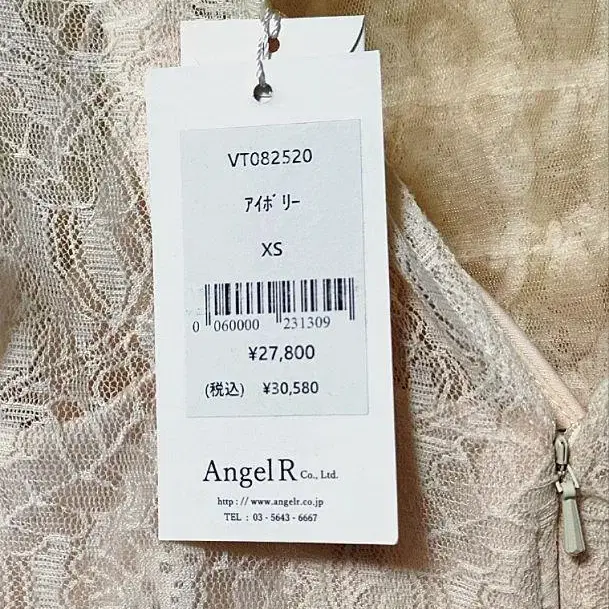 VT082520
ｱｲﾎﾞﾘｰ
XS
0 060000 231309
¥27,800
(税込) ¥30,580
Angel R Co., Ltd.
http://www.angelr.co.jp
TEL : 03 - 5643 - 6667